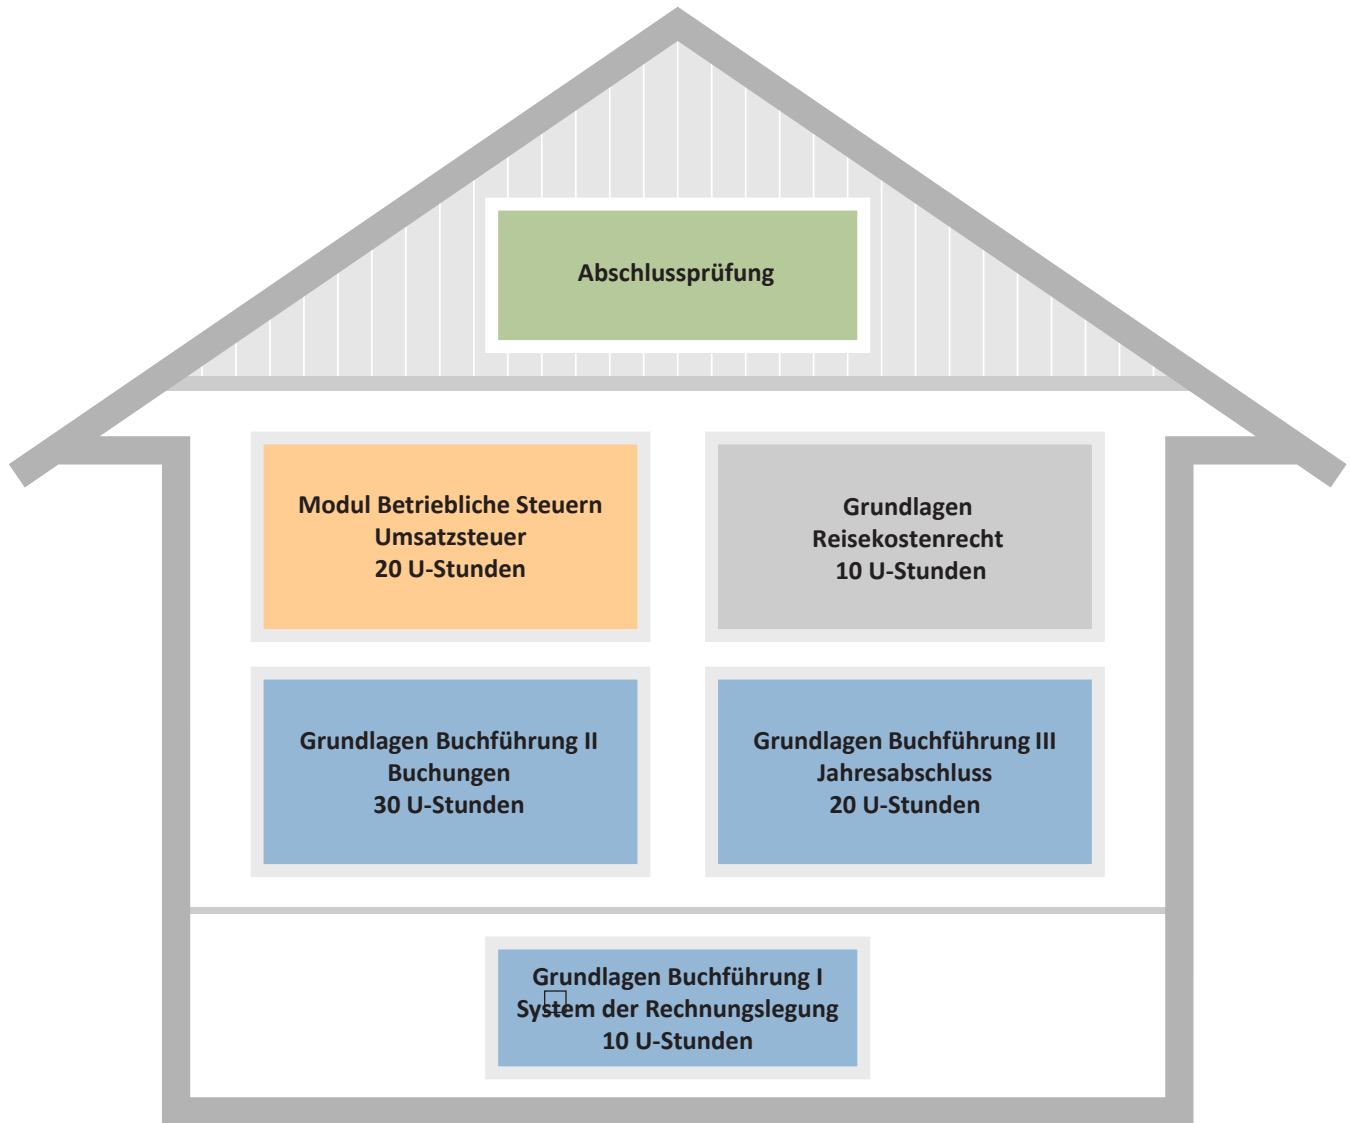 Abschlussprüfung
Modul Betriebliche Steuern
Umsatzsteuer
20 U-Stunden
Grundlagen
Reisekostenrecht
10 U-Stunden
Grundlagen Buchführung II
Buchungen
30 U-Stunden
Grundlagen Buchführung III
Jahresabschluss
20 U-Stunden
Grundlagen Buchführung I
System der Rechnungslegung
10 U-Stunden